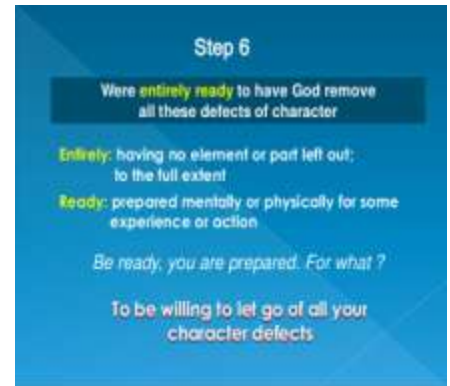 Step 6
Were entirely ready to have God remove
all these defects of character
Entirely: having no element or part left out;
to the full extent
Ready: prepared mentally or physically for some
experience or action
Be ready, you are prepared. For what ?
To be willing to let go of all your
character defects